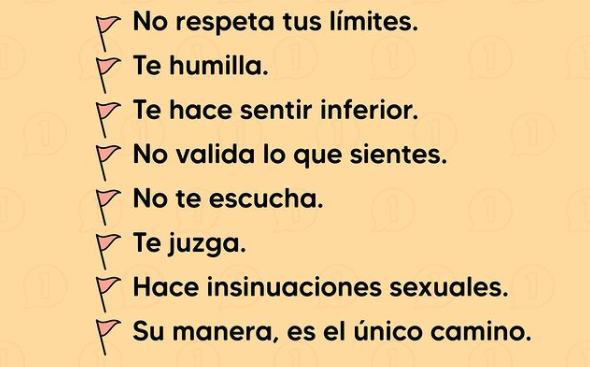 No respeta tus límites.
Te humilla.
Te hace sentir inferior.
No valida lo que sientes.
No te escucha.
Te juzga.
Hace insinuaciones sexuales.
Su manera, es el único camino.